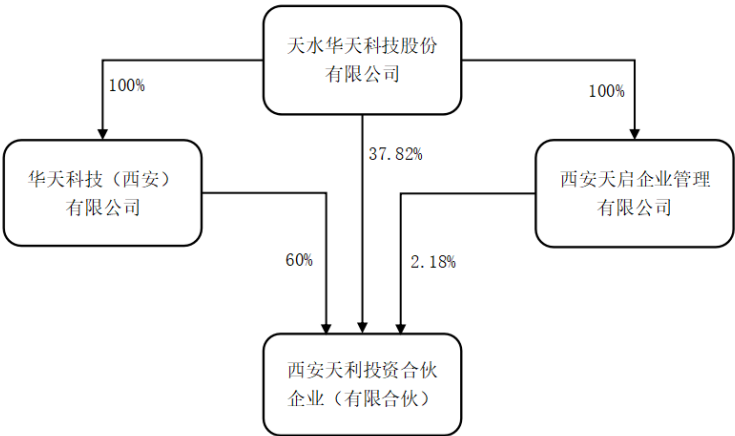 天水华天科技股份
有限公司
100%
100%
37.82%
华天科技（西安）
有限公司
西安天启企业管理
有限公司
60%
2.18%
西安天利投资合伙
企业（有限合伙）